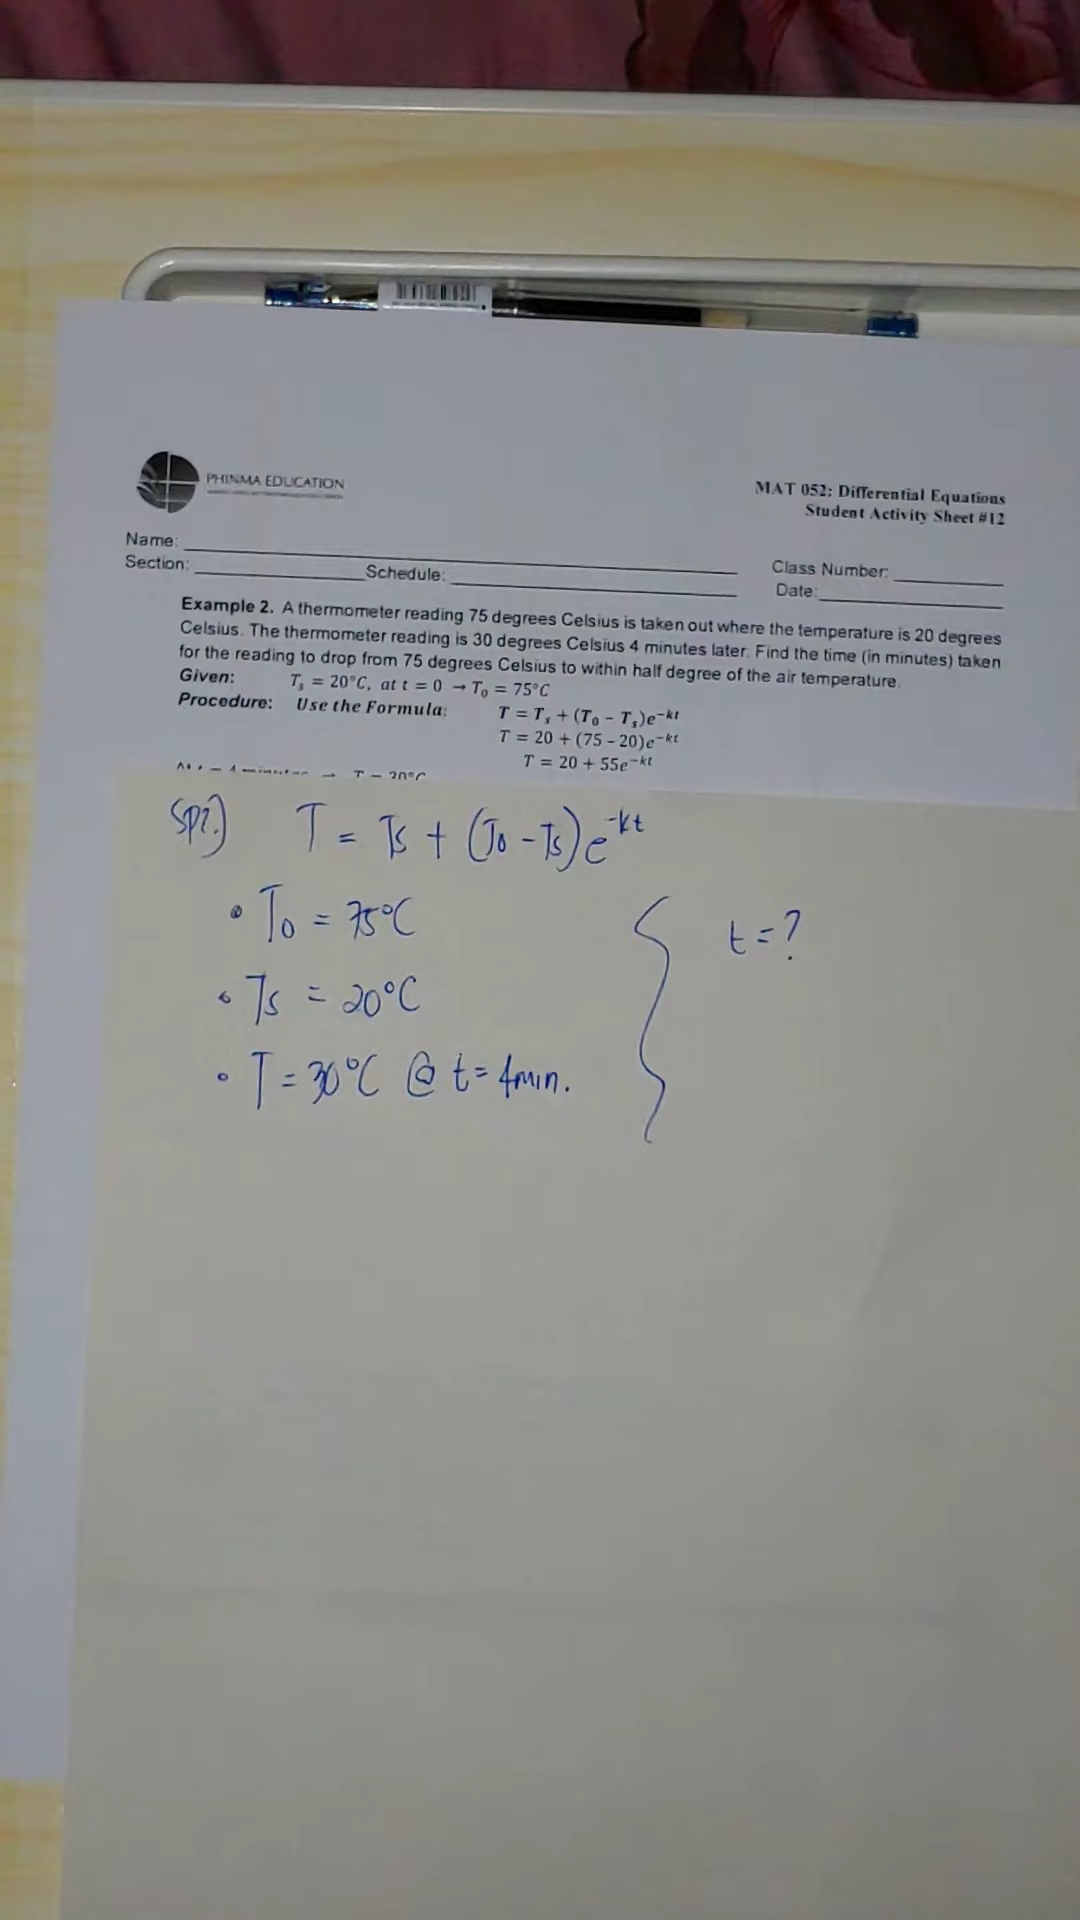 PHINMA EDUCATION
MAT 052: Differential Equations
Student Activity Sheet #12
Name:
Section: Schedule:
Class Number:
Date:
Example 2. A thermometer reading 75 degrees Celsius is taken out where the temperature is 20 degrees
Celsius. The thermometer reading is 30 degrees Celsius 4 minutes later. Find the time (in minutes) taken
for the reading to drop from 75 degrees Celsius to within half degree of the air temperature.
Given: Tₛ = 20°C, at t = 0 → T₀ = 75°C
Procedure: Use the Formula: T = Tₛ + (T₀ − Tₛ)e^−kt
T = 20 + (75 − 20)e^−kt
T = 20 + 55e^−kt
T = Ts + (To − Ts)e^−kt
• To = 75°C
t = ?
• Ts = 20°C
• T = 30°C @ t = 4min.